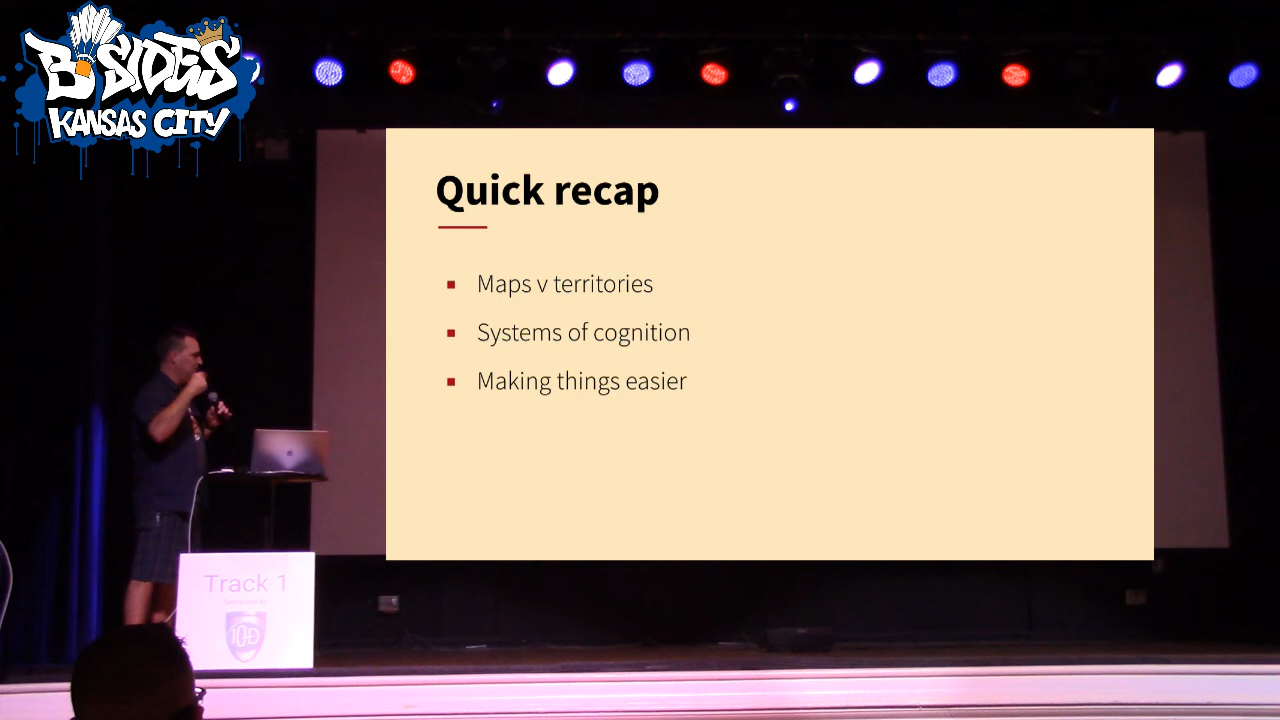 B-SIDES
KANSAS CITY
Quick recap
Maps v territories
Systems of cognition
Making things easier
Track 1